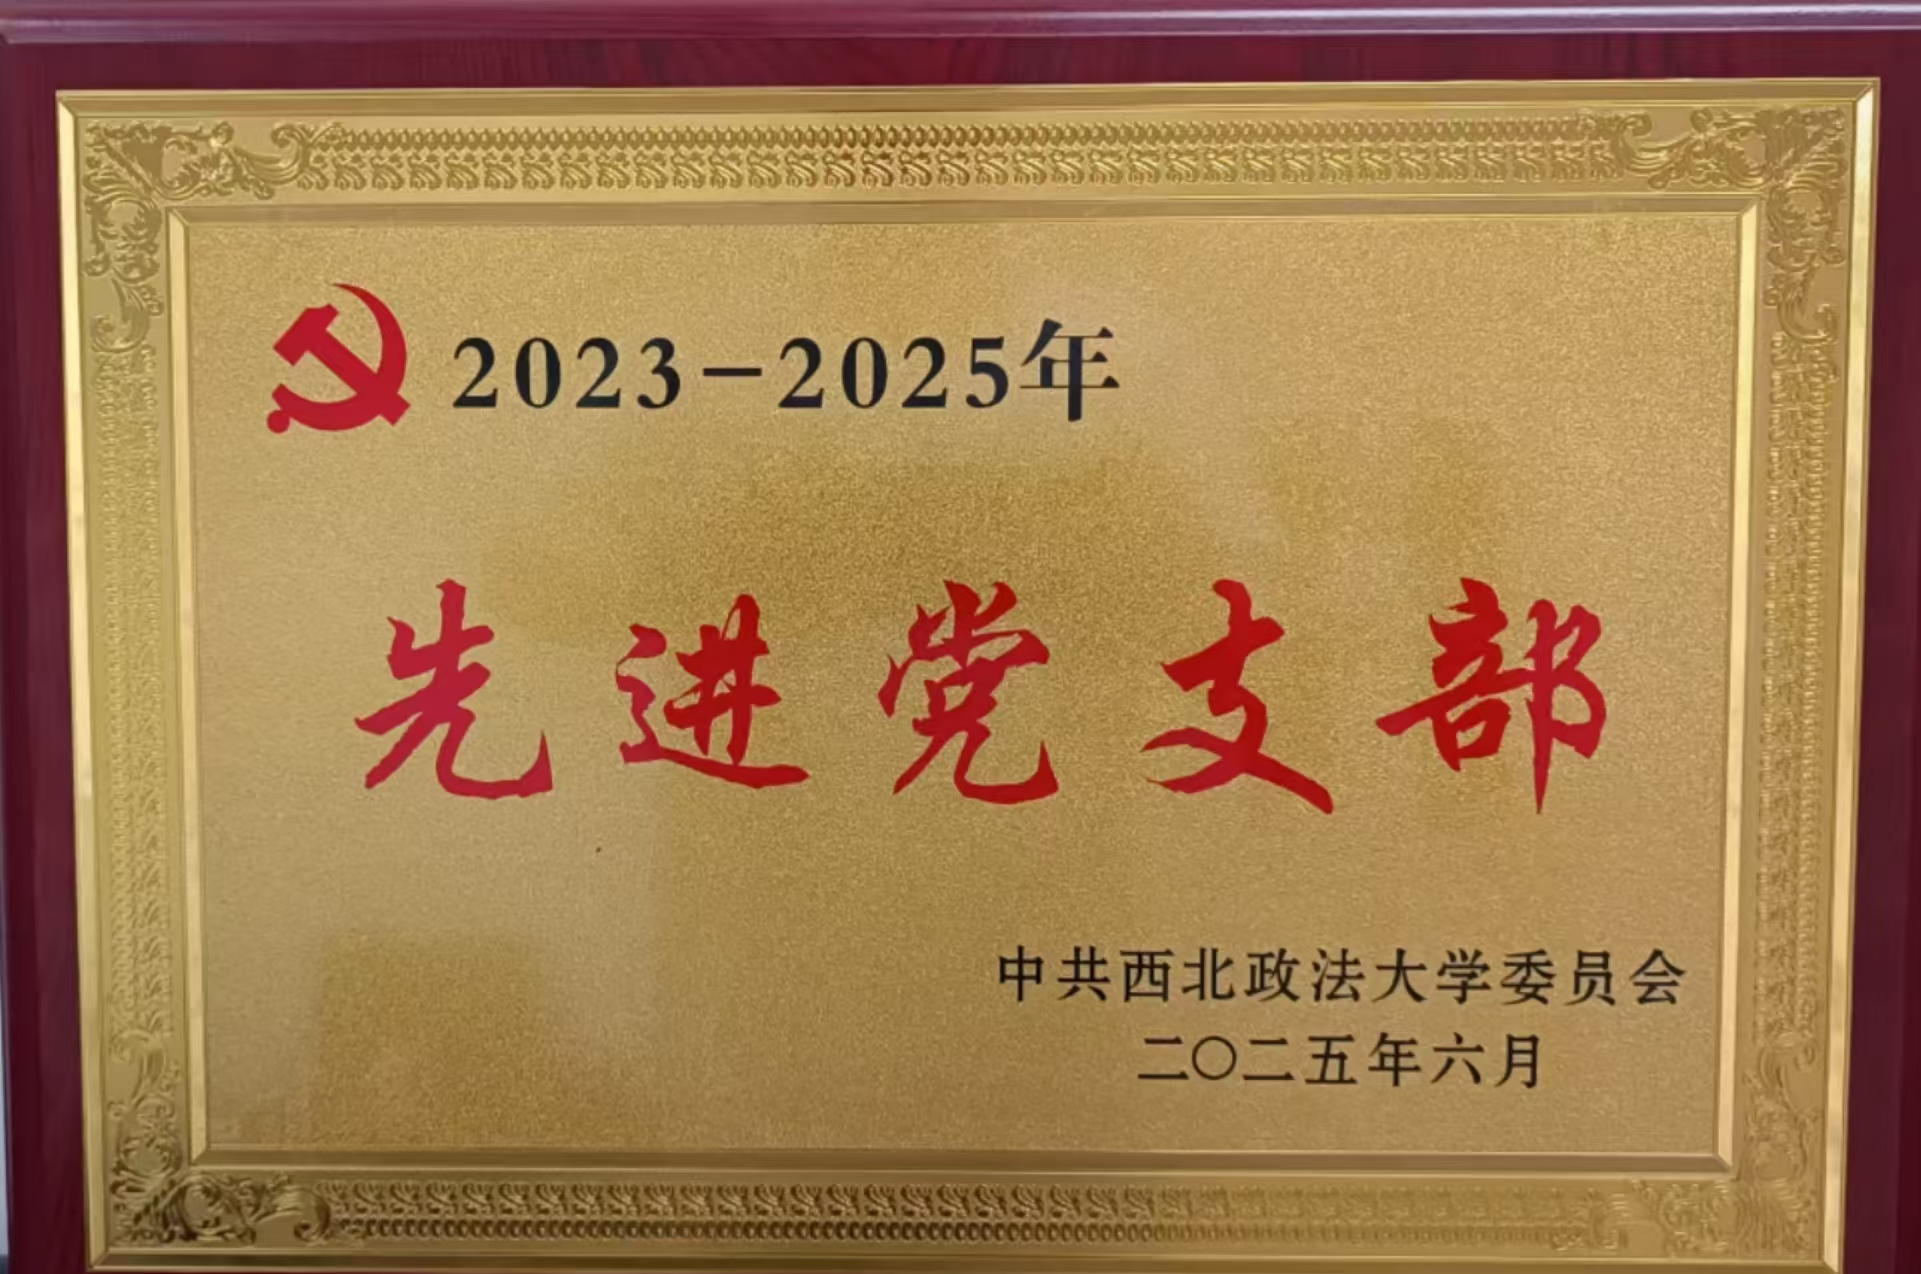 2023-2025年
先进党支部
中共西北政法大学委员会
二〇二五年六月